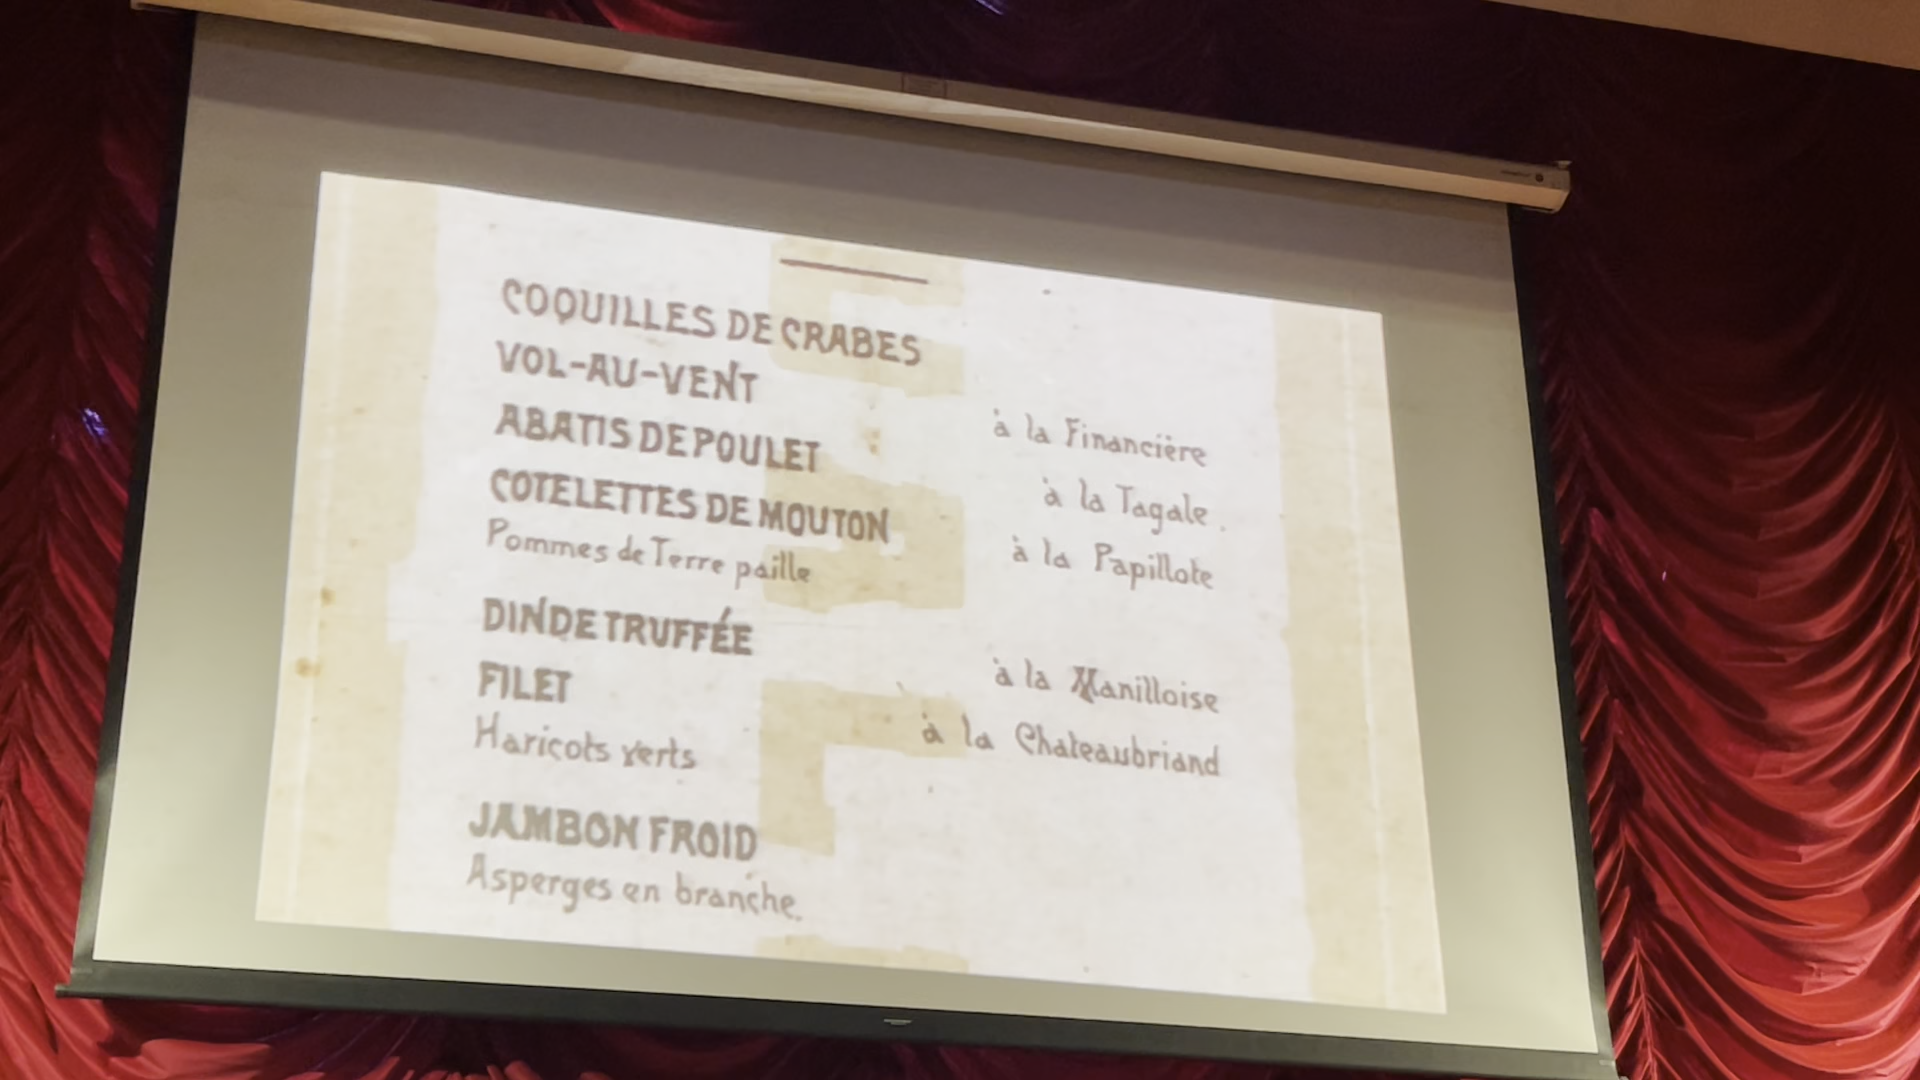 COQUILLES DE CRABES
VOL-AU-VENT à la Financière
ABATIS DE POULET à la Tagale.
COTELETTES DE MOUTON à la Papillote
Pommes de Terre paille
DINDE TRUFFÉE à la Manilloise
FILET à la Chateaubriand
Haricots verts
JAMBON FROID
Asperges en branche.